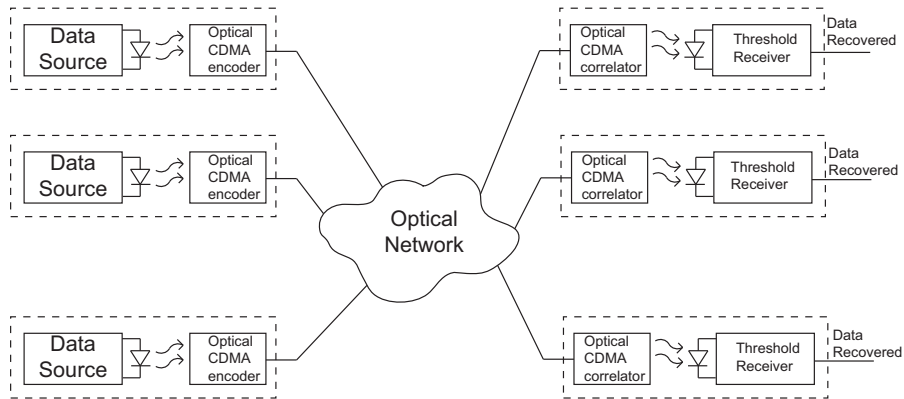 Data
Source
Optical
CDMA
encoder
Optical
CDMA
correlator
Threshold
Receiver
Data
Recovered
Data
Source
Optical
CDMA
encoder
Optical
CDMA
correlator
Threshold
Receiver
Data
Recovered
Optical
Network
Data
Source
Optical
CDMA
encoder
Optical
CDMA
correlator
Threshold
Receiver
Data
Recovered